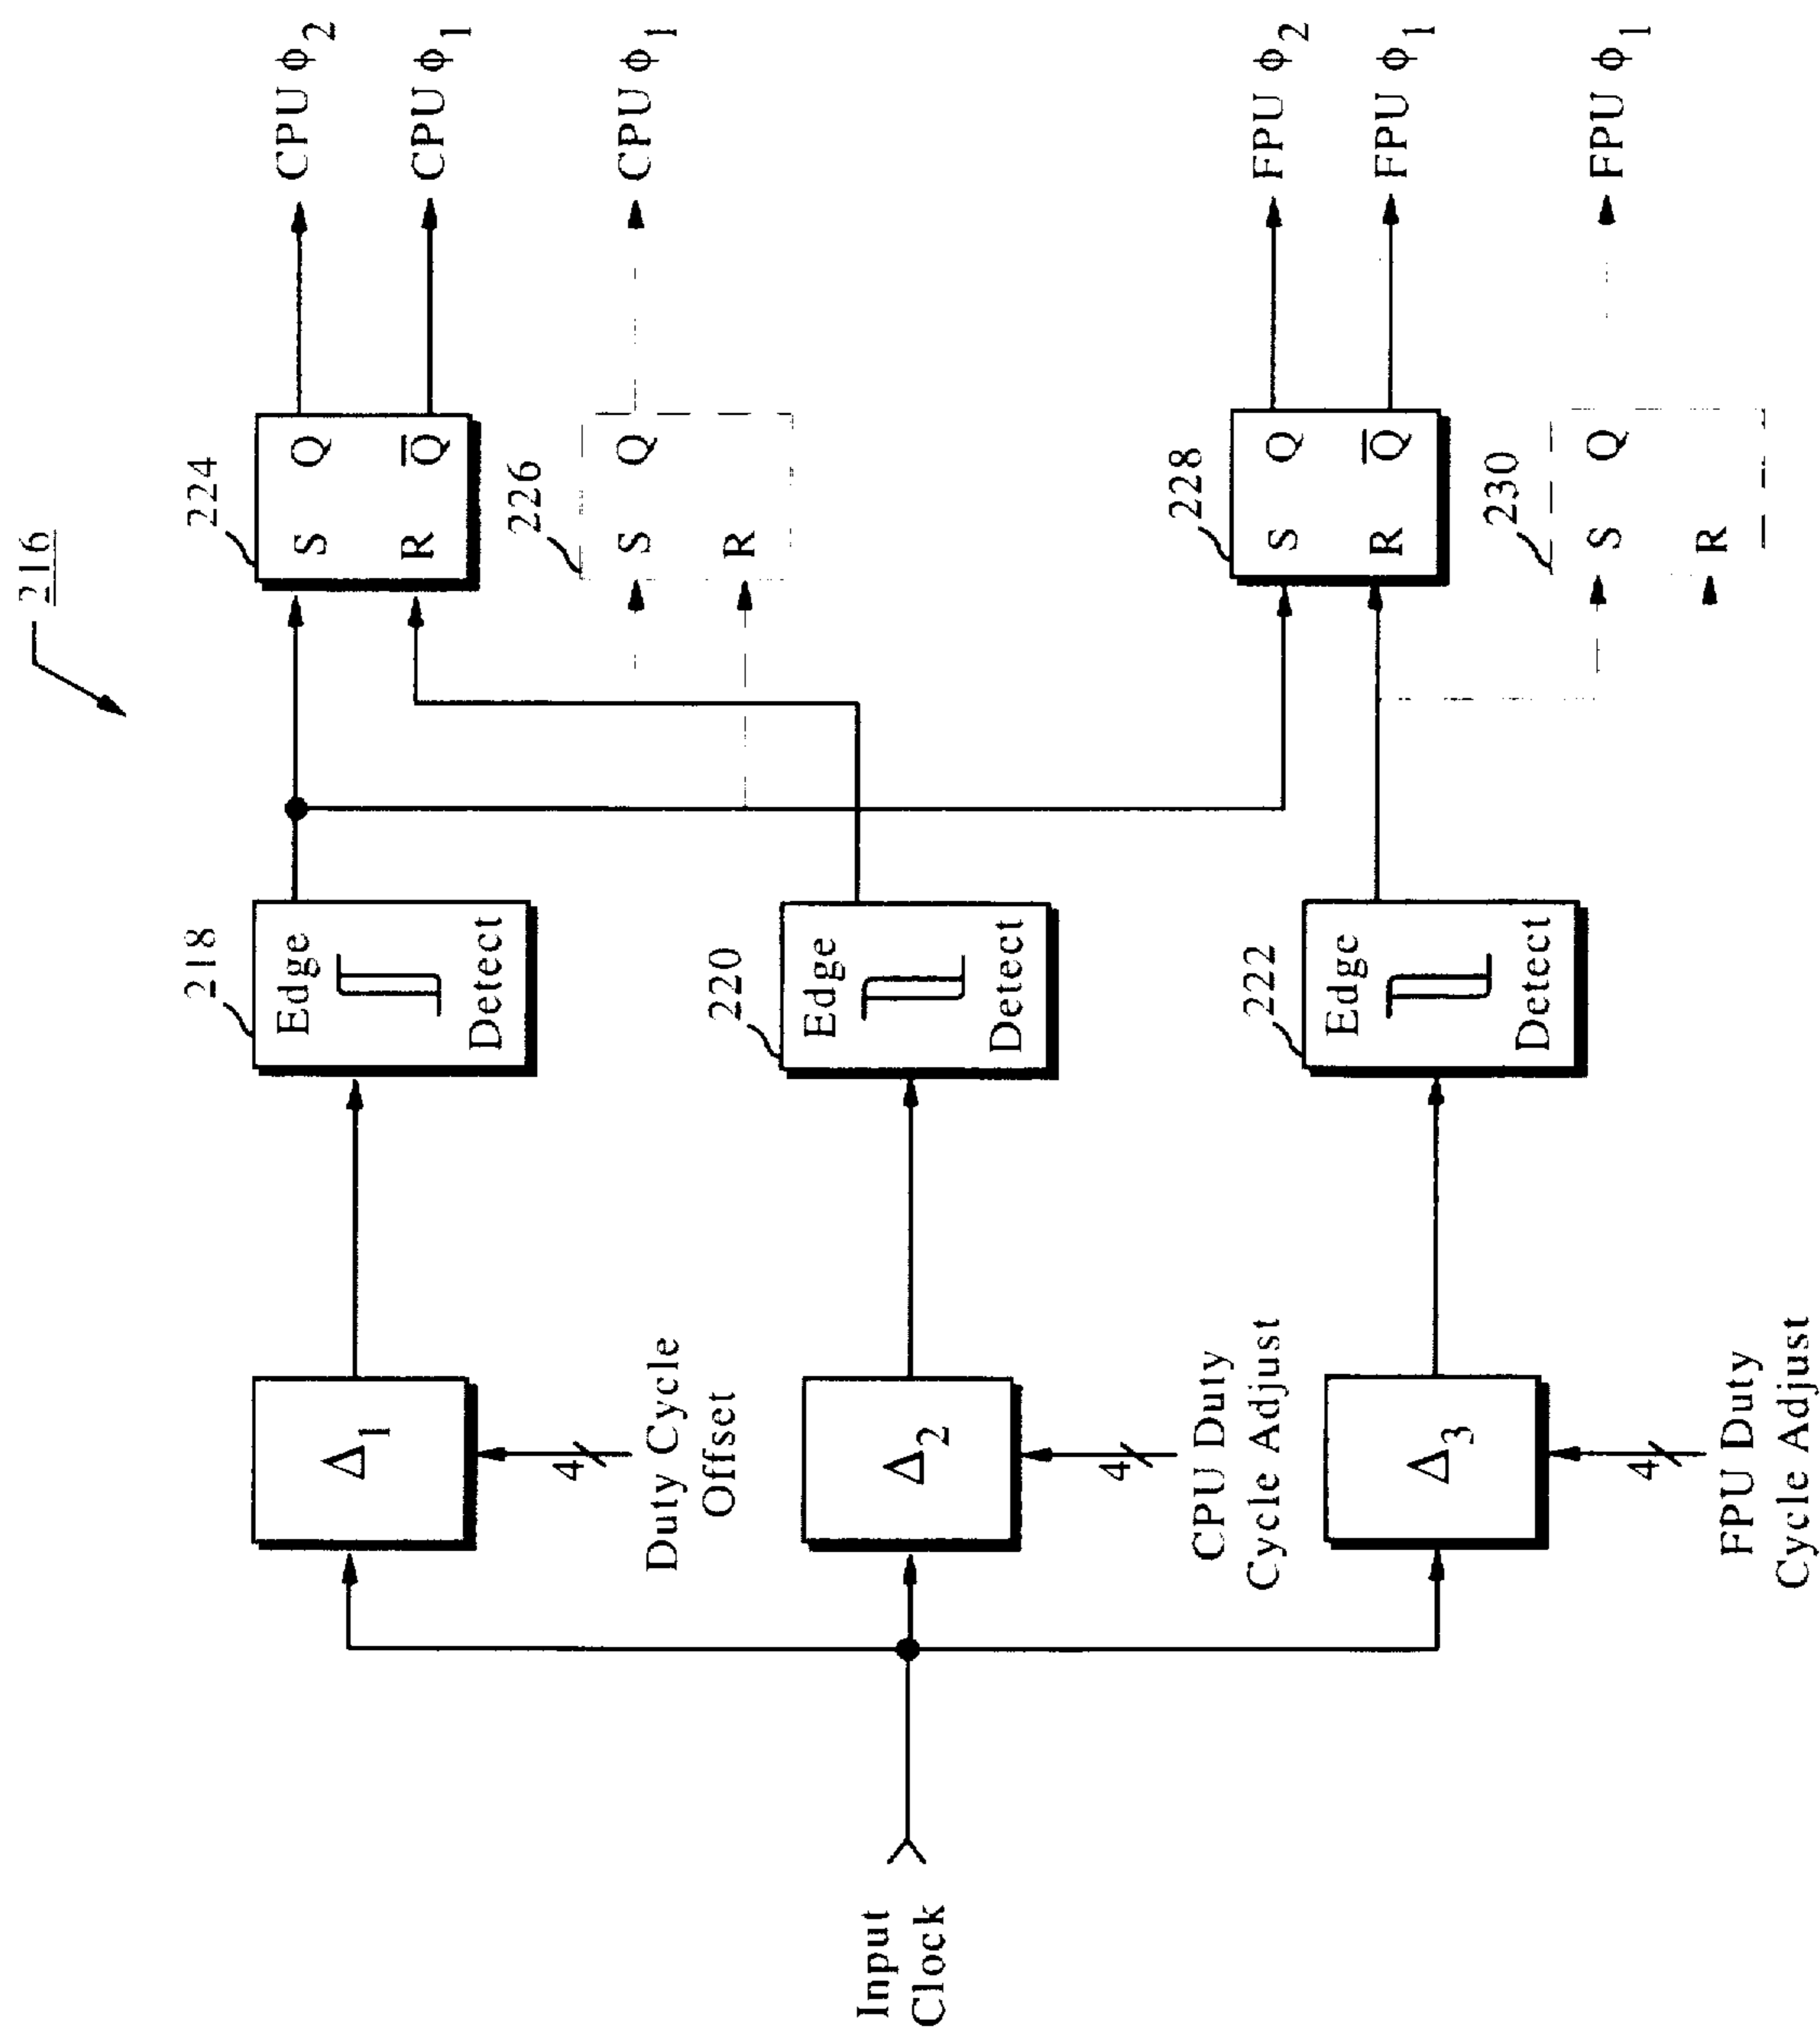 216
Input
Clock
Δ1
4
Duty Cycle
Offset
Δ2
4
CPU Duty
Cycle Adjust
Δ3
4
FPU Duty
Cycle Adjust
218
Edge
Detect
220
Edge
Detect
222
Edge
Detect
224
S Q
R Q̅
CPU ϕ2
CPU ϕ1
226
S Q
R
CPU ϕ1
228
S Q
R Q̅
FPU ϕ2
FPU ϕ1
230
S Q
R
FPU ϕ1